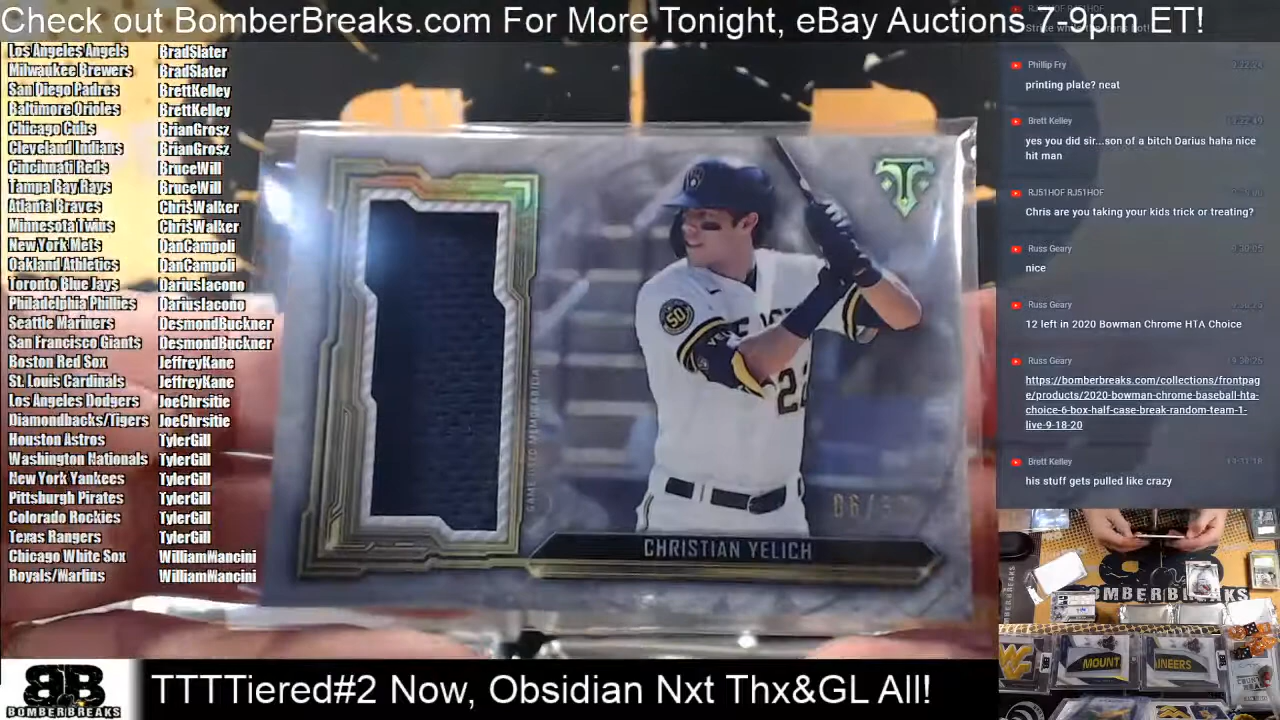 Check out BomberBreaks.com For More Tonight, eBay Auctions 7-9pm ET!
Los Angeles Angels BradSlater
Milwaukee Brewers BradSlater
San Diego Padres BrettKelley
Baltimore Orioles BrettKelley
Chicago Cubs BrianGrosz
Cleveland Indians BrianGrosz
Cincinnati Reds BruceWill
Tampa Bay Rays BruceWill
Atlanta Braves ChrisWalker
Minnesota Twins ChrisWalker
New York Mets DanCampoli
Oakland Athletics DanCampoli
Toronto Blue Jays DariusIacono
Philadelphia Phillies DariusIacono
Seattle Mariners DesmondBuckner
San Francisco Giants DesmondBuckner
Boston Red Sox JeffreyKane
St. Louis Cardinals JeffreyKane
Los Angeles Dodgers JoeChrsitie
Diamondbacks/Tigers JoeChrsitie
Houston Astros TylerGill
Washington Nationals TylerGill
New York Yankees TylerGill
Pittsburgh Pirates TylerGill
Colorado Rockies TylerGill
Texas Rangers TylerGill
Chicago White Sox WilliamMancini
Royals/Marlins WilliamMancini
GAME-USED MEMORABILIA
50
22
CHRISTIAN YELICH
Phillip Fry
printing plate? neat
Brett Kelley
yes you did sir...son of a bitch Darius haha nice
hit man
RJ51HOF RJ51HOF
Chris are you taking your kids trick or treating?
Russ Geary
nice
Russ Geary
12 left in 2020 Bowman Chrome HTA Choice
Russ Geary
https://bomberbreaks.com/collections/frontpag
e/products/2020-bowman-chrome-baseball-hta-
choice-6-box-half-case-break-random-team-1-
live-9-18-20
Brett Kelley
his stuff gets pulled like crazy
BOMBERBREAKS
MOUNT
AINEERS
BB
BOMBERBREAKS
TTTTiered#2 Now, Obsidian Nxt Thx&GL All!